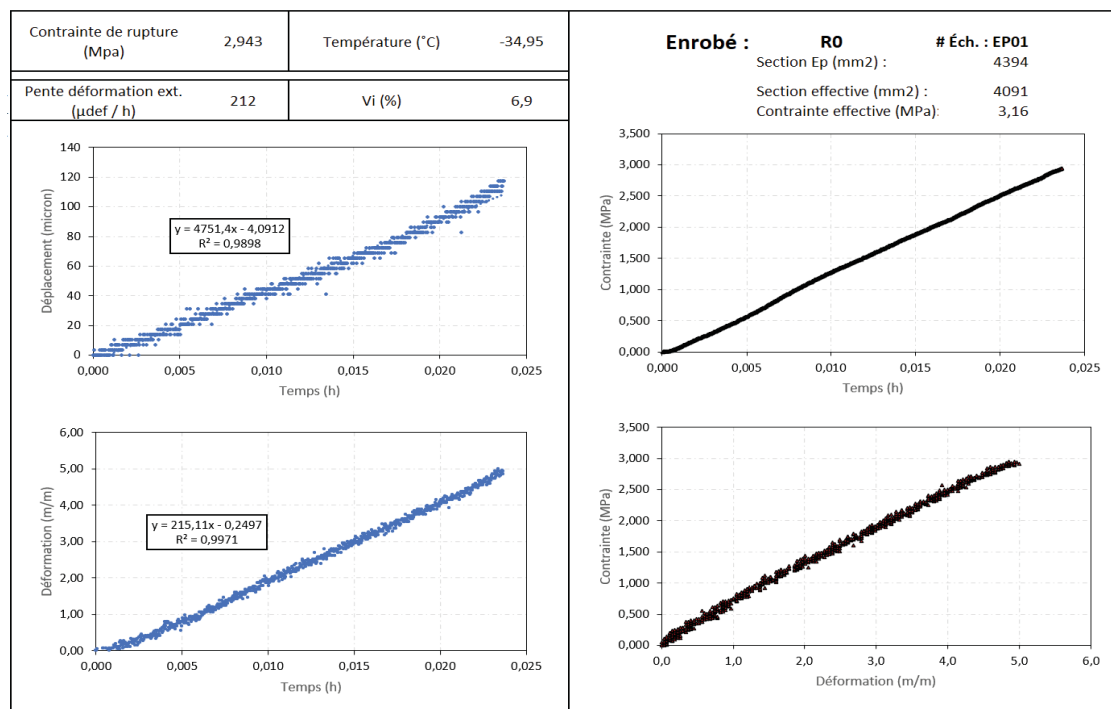 Contrainte de rupture
(Mpa)
2,943
Température (˚C)
-34,95
Pente déformation ext.
(µdef / h)
212
Vi (%)
6,9
Enrobé :
R0
# Éch. : EP01
Section Ep (mm2) :
4394
Section effective (mm2) :
4091
Contrainte effective (MPa):
3,16
140
120
100
80
60
40
20
0
Déplacement (micron)
y = 4751,4x - 4,0912
R² = 0,9898
0,000
0,005
0,010
0,015
0,020
0,025
Temps (h)
3,500
3,000
2,500
2,000
1,500
1,000
0,500
0,000
Contrainte (MPa)
0,000
0,005
0,010
0,015
0,020
0,025
Temps (h)
6,00
5,00
4,00
3,00
2,00
1,00
0,00
Déformation (m/m)
y = 215,11x - 0,2497
R² = 0,9971
0,000
0,005
0,010
0,015
0,020
0,025
Temps (h)
3,500
3,000
2,500
2,000
1,500
1,000
0,500
0,000
Contrainte (MPa)
0,0
1,0
2,0
3,0
4,0
5,0
6,0
Déformation (m/m)